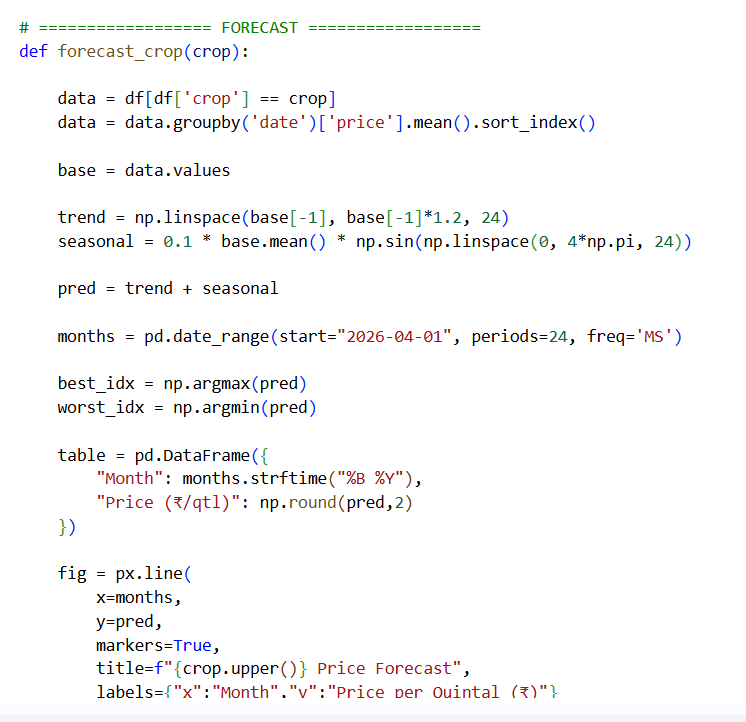 # ================== FORECAST ==================
def forecast_crop(crop):
data = df[df['crop'] == crop]
data = data.groupby('date')['price'].mean().sort_index()
base = data.values
trend = np.linspace(base[-1], base[-1]*1.2, 24)
seasonal = 0.1 * base.mean() * np.sin(np.linspace(0, 4*np.pi, 24))
pred = trend + seasonal
months = pd.date_range(start="2026-04-01", periods=24, freq='MS')
best_idx = np.argmax(pred)
worst_idx = np.argmin(pred)
table = pd.DataFrame({
"Month": months.strftime("%B %Y"),
"Price (₹/qtl)": np.round(pred,2)
})
fig = px.line(
x=months,
y=pred,
markers=True,
title=f"{crop.upper()} Price Forecast",
labels={"x":"Month","y":"Price per Quintal (₹)"}